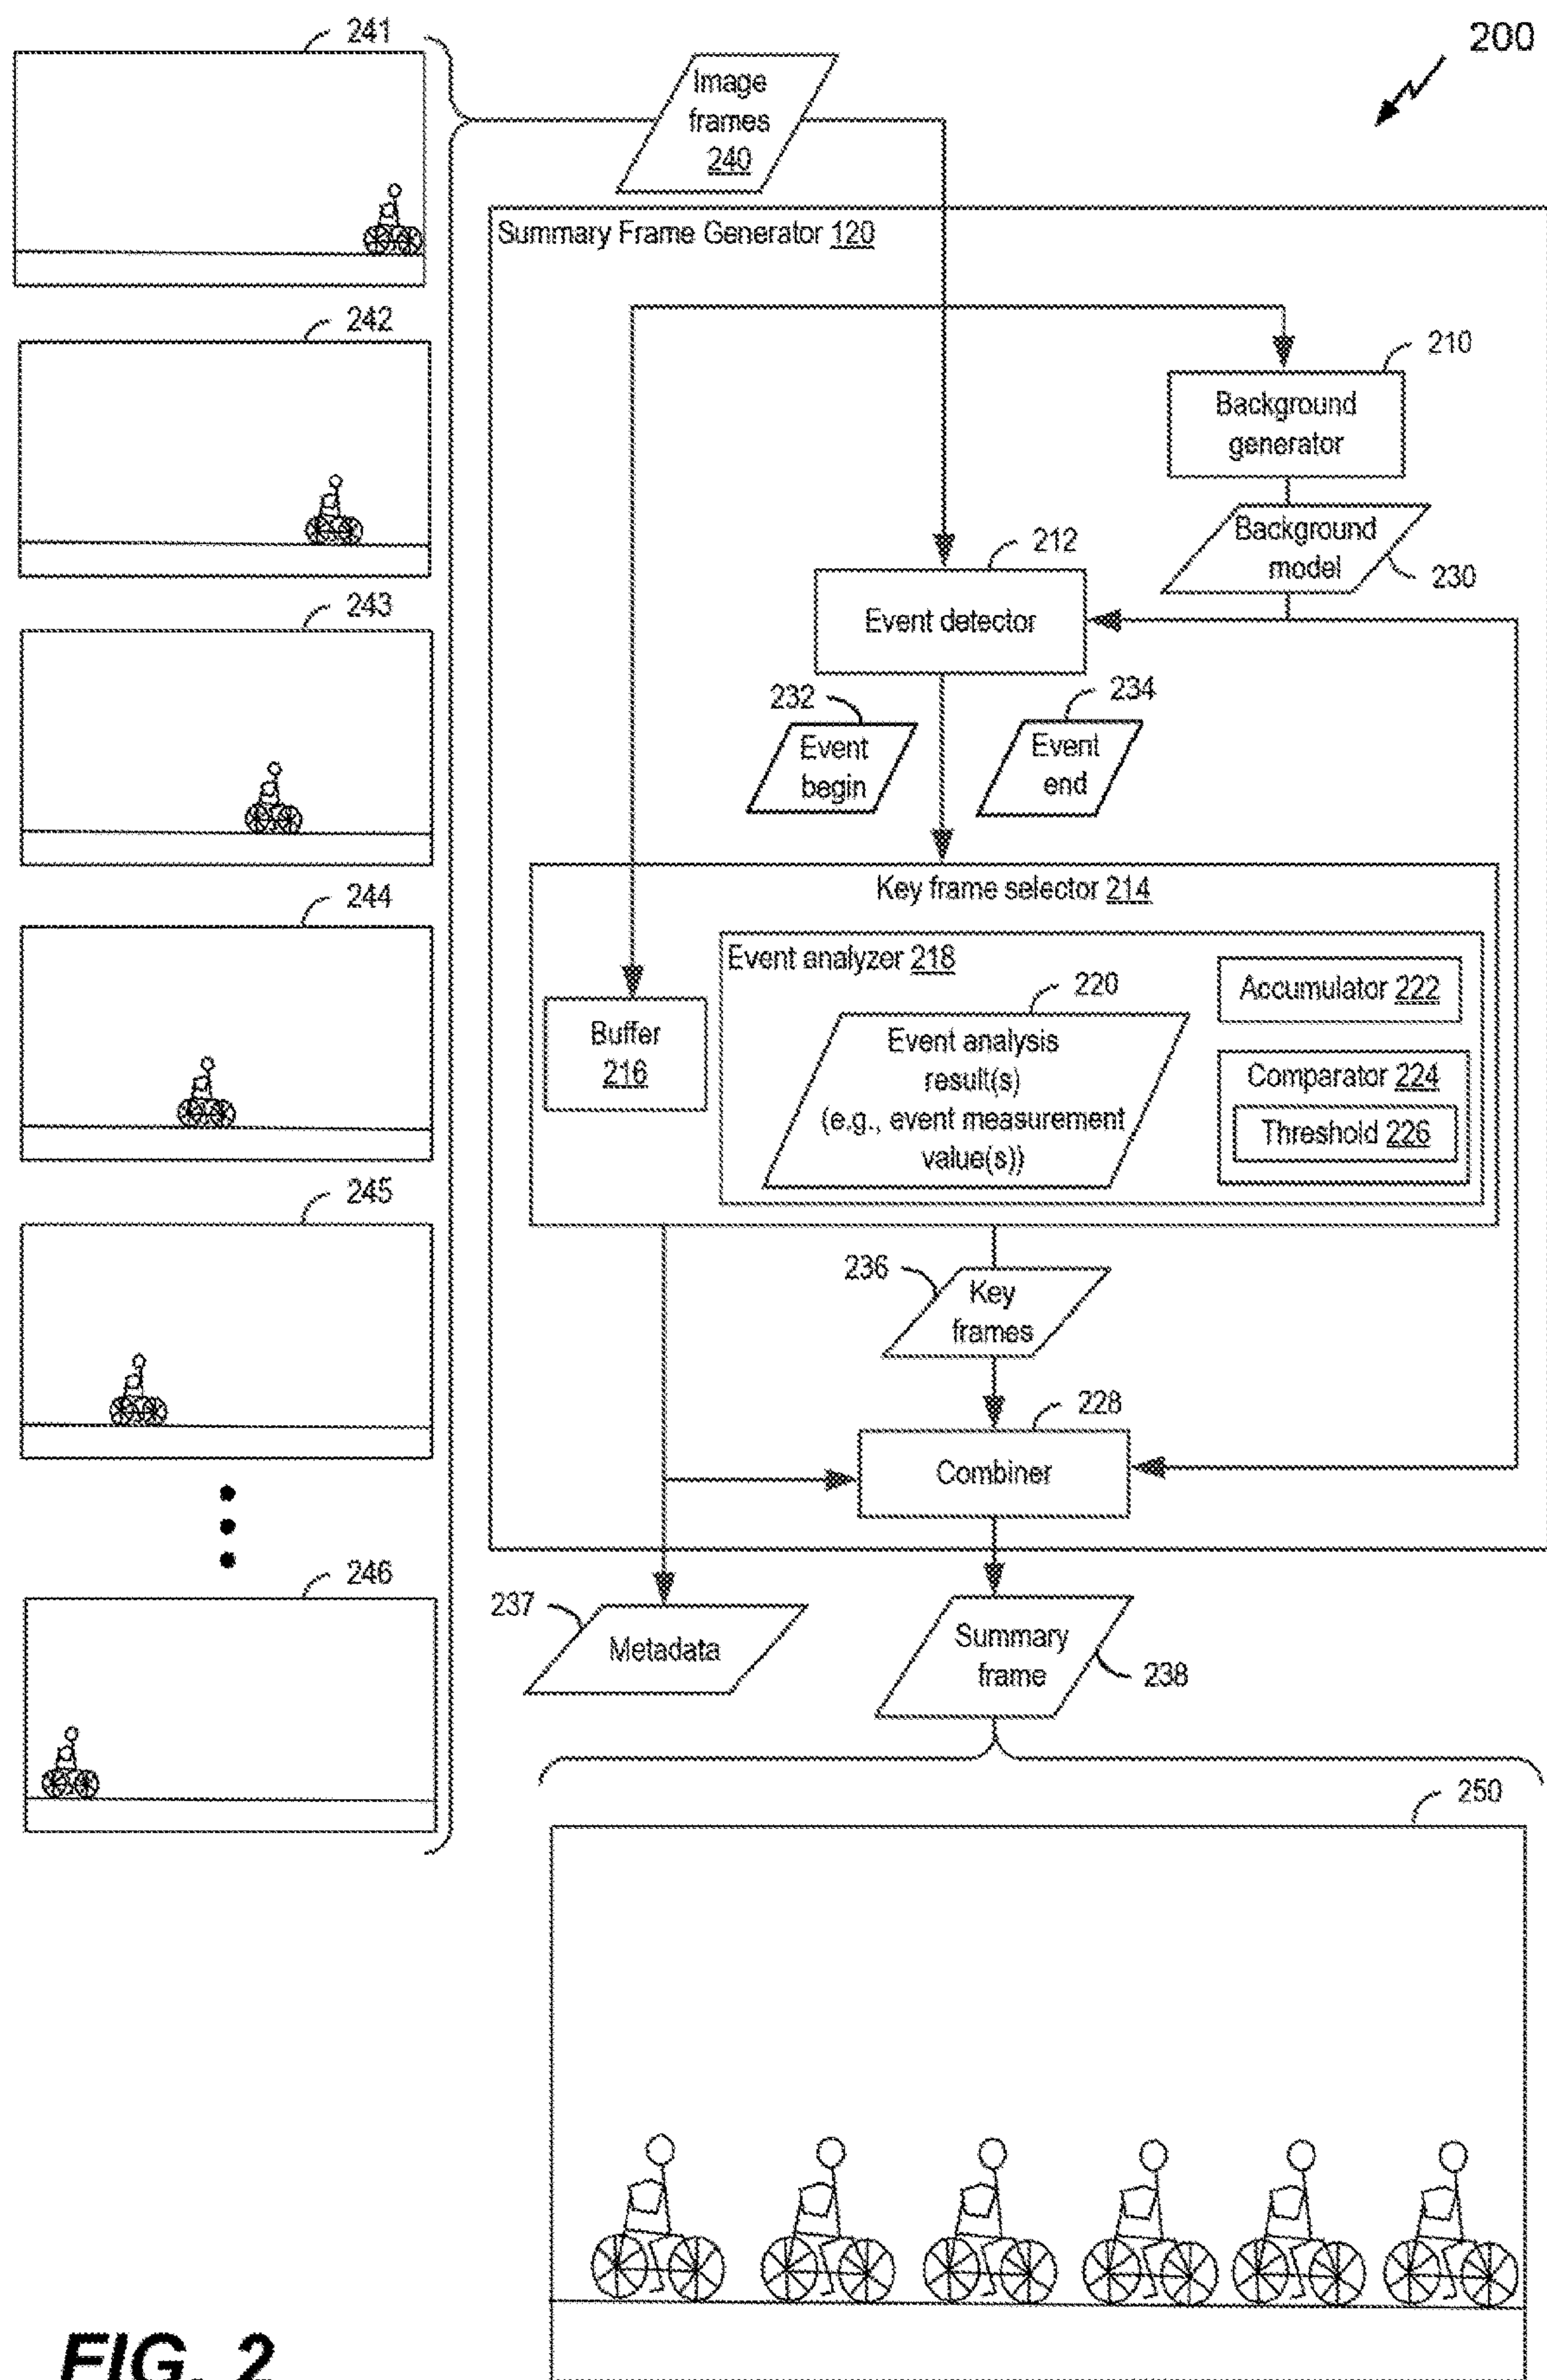 200
241
Image
frames
240
Summary Frame Generator 120
242
210
Background
generator
Background
model
230
212
Event detector
243
232
Event
begin
234
Event
end
244
Key frame selector 214
Event analyzer 218
Buffer
216
220
Event analysis
result(s)
(e.g., event measurement
value(s))
Accumulator 222
Comparator 224
Threshold 226
245
236
Key
frames
228
Combiner
246
237
Metadata
Summary
frame
238
250
FIG. 2